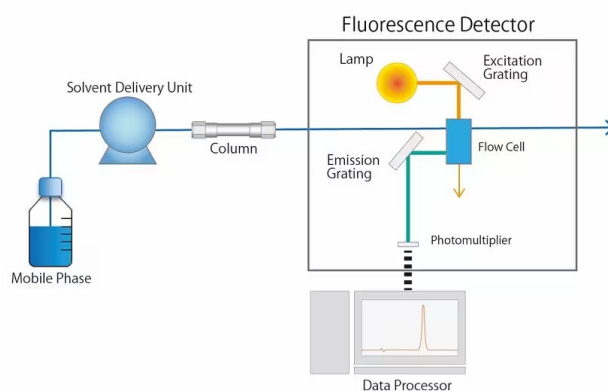 Fluorescence Detector
Lamp
Excitation
Grating
Solvent Delivery Unit
Column
Emission
Grating
Flow Cell
Photomultiplier
Mobile Phase
Data Processor